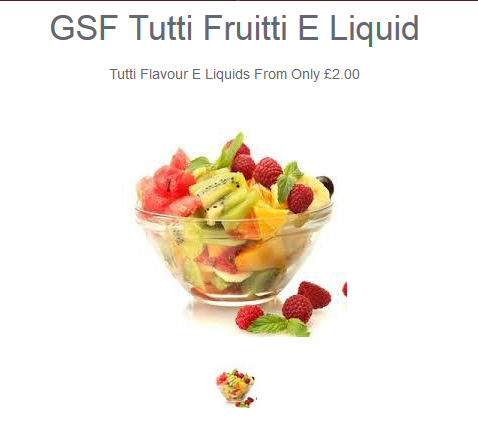 GSF Tutti Fruitti E Liquid
Tutti Flavour E Liquids From Only £2.00